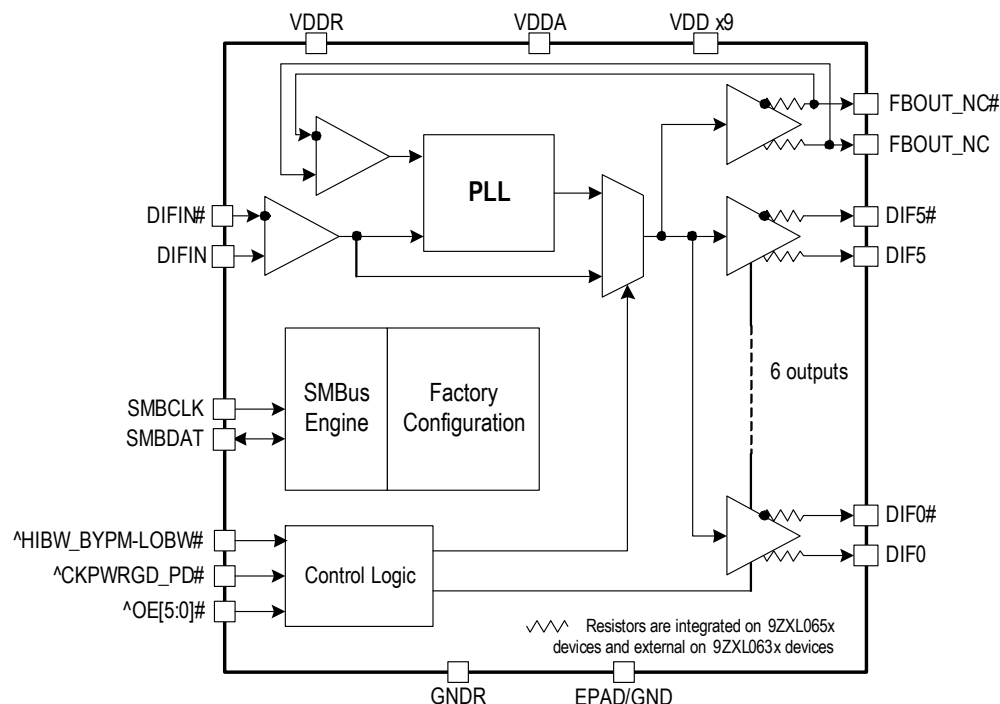 VDDR
VDDA
VDD x9
FBOUT_NC#
FBOUT_NC
PLL
DIFIN#
DIFIN
DIF5#
DIF5
6 outputs
SMBus
Engine
Factory
Configuration
SMBCLK
SMBDAT
^HIBW_BYPM-LOBW#
^CKPWRGD_PD#
^OE[5:0]#
Control Logic
DIF0#
DIF0
Resistors are integrated on 9ZXL065x
devices and external on 9ZXL063x devices
GNDR
EPAD/GND